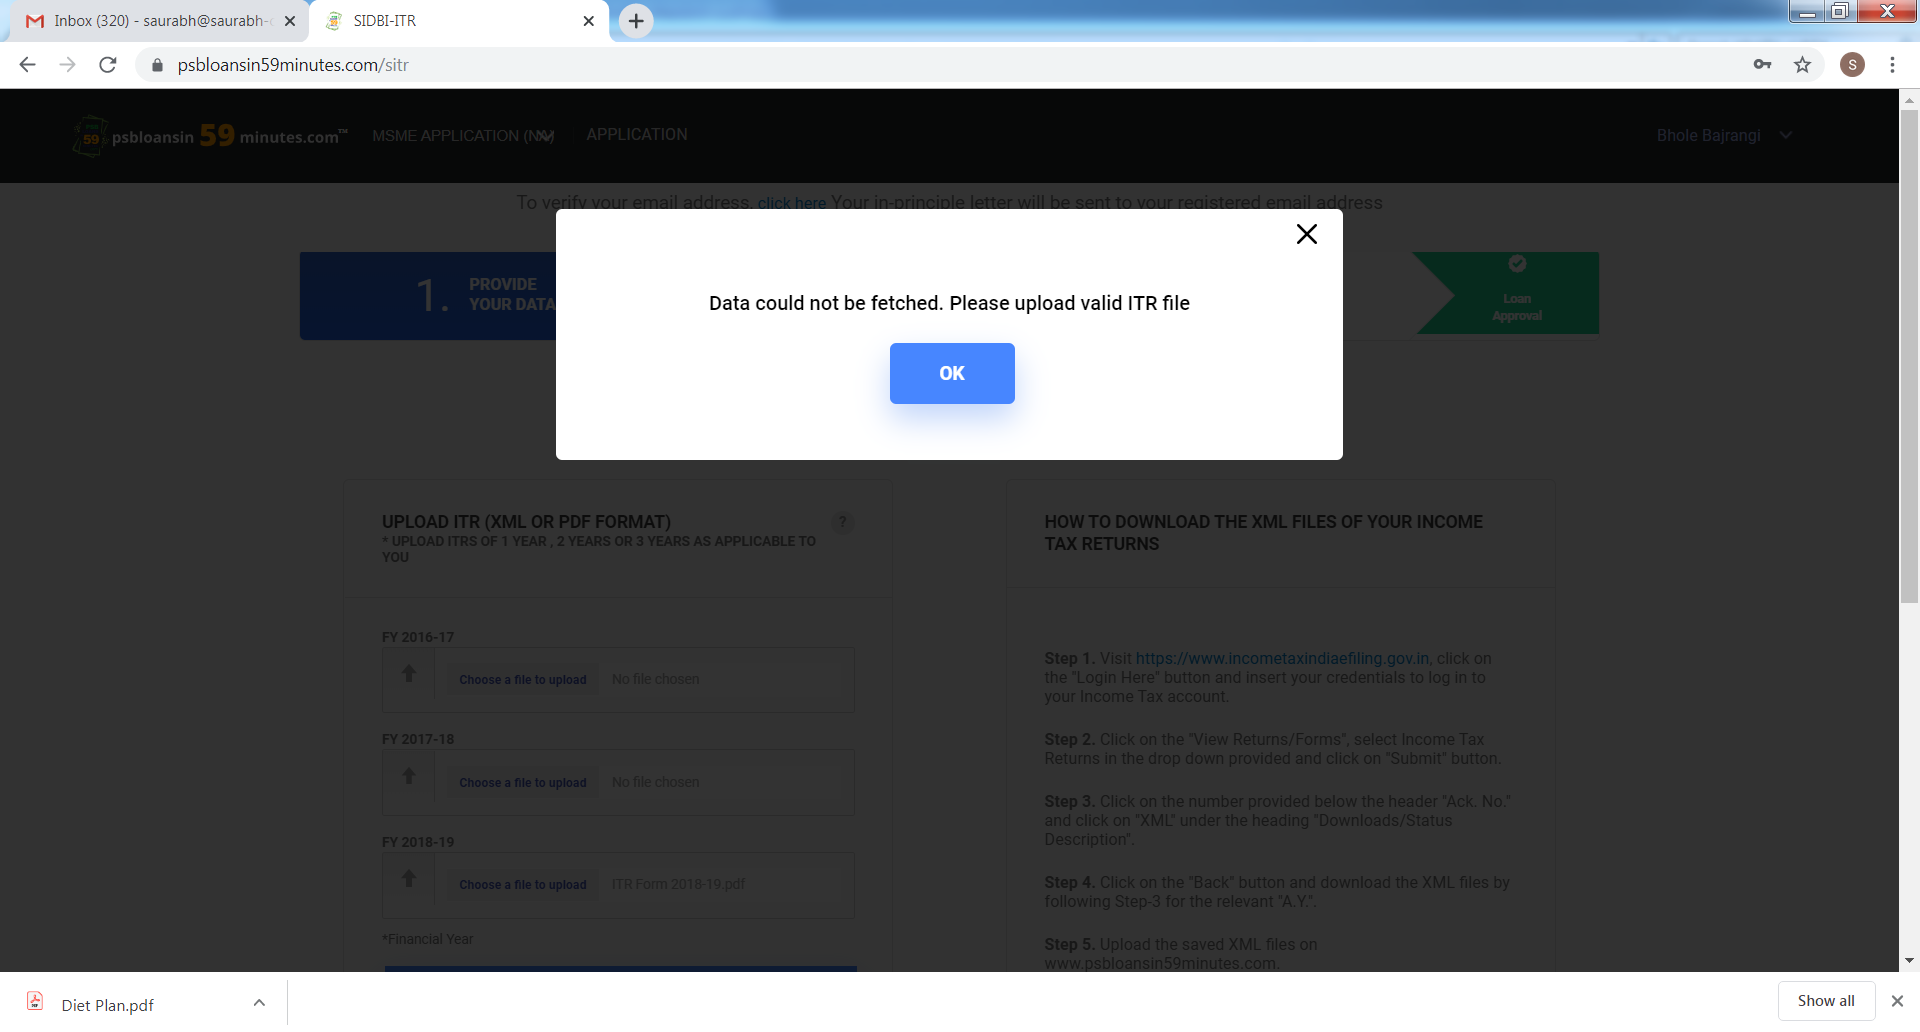 Inbox (320) - saurabh@saurabh-
SIDBI-ITR
psbloansin59minutes.com/sitr
S
59
psbloansin 59 minutes.com™
MSME APPLICATION
APPLICATION
Bhole Bajrangi
To verify your email address, click here Your in-principle letter will be sent to your registered email address
1. PROVIDE
YOUR DATA
Loan
Approval
Data could not be fetched. Please upload valid ITR file
OK
UPLOAD ITR (XML OR PDF FORMAT)
?
* UPLOAD ITRS OF 1 YEAR , 2 YEARS OR 3 YEARS AS APPLICABLE TO
YOU
FY 2016-17
Choose a file to upload No file chosen
FY 2017-18
Choose a file to upload No file chosen
FY 2018-19
Choose a file to upload ITR Form 2018-19.pdf
*Financial Year
HOW TO DOWNLOAD THE XML FILES OF YOUR INCOME
TAX RETURNS
Step 1. Visit https://www.incometaxindiaefiling.gov.in, click on
the "Login Here" button and insert your credentials to log in to
your Income Tax account.
Step 2. Click on the "View Returns/Forms", select Income Tax
Returns in the drop down provided and click on "Submit" button.
Step 3. Click on the number provided below the header "Ack. No."
and click on "XML" under the heading "Downloads/Status
Description".
Step 4. Click on the "Back" button and download the XML files by
following Step-3 for the relevant "A.Y.".
Step 5. Upload the saved XML files on
www.psbloansin59minutes.com.
Diet Plan.pdf
Show all